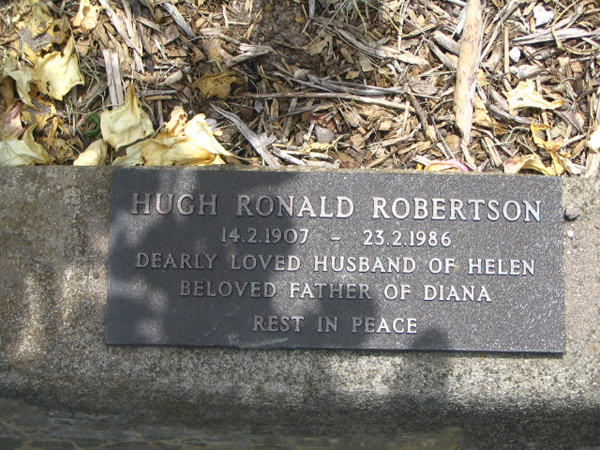 HUGH RONALD ROBERTSON
14.2.1907 – 23.2.1986
DEARLY LOVED HUSBAND OF HELEN
BELOVED FATHER OF DIANA
REST IN PEACE